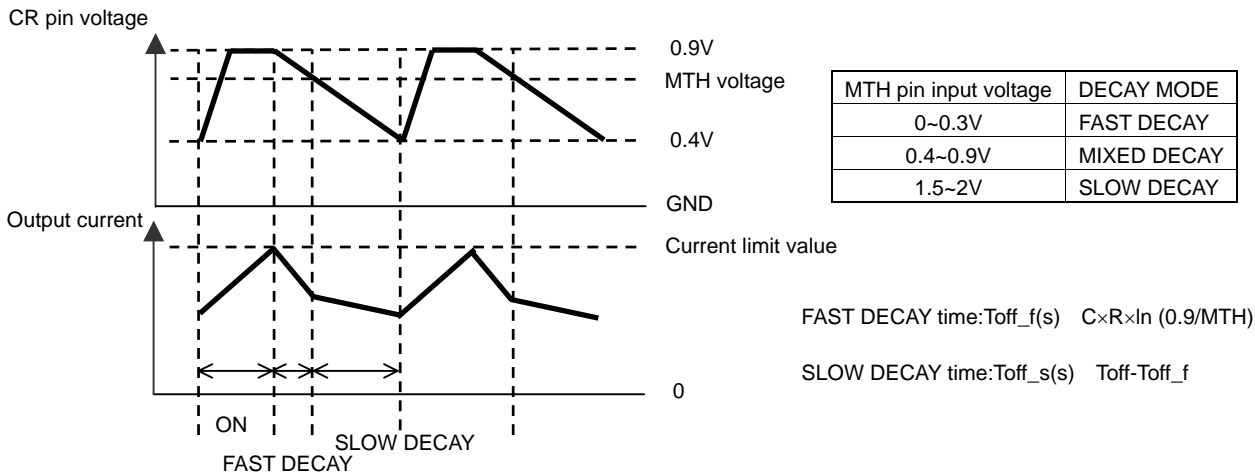 CR pin voltage
0.9V
MTH voltage
0.4V
GND
Output current
Current limit value
0
ON
SLOW DECAY
FAST DECAY
MTH pin input voltage DECAY MODE
0~0.3V FAST DECAY
0.4~0.9V MIXED DECAY
1.5~2V SLOW DECAY
FAST DECAY time:Toff_f(s) C×R×ln (0.9/MTH)
SLOW DECAY time:Toff_s(s) Toff-Toff_f